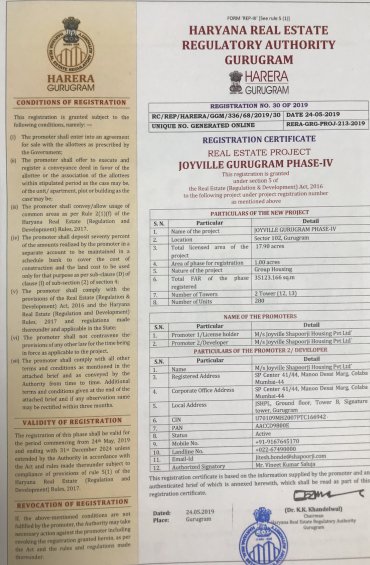 FORM 'REP-III' [See rule 5 (1)]
HARYANA REAL ESTATE
REGULATORY AUTHORITY
GURUGRAM
HARERA
GURUGRAM
REGISTRATION NO. 30 OF 2019
RC/REP/HARERA/GGM/336/68/2019/30 DATE 24-05-2019
UNIQUE NO. GENERATED ONLINE RERA-GRG-PROJ-213-2019
REGISTRATION CERTIFICATE
REAL ESTATE PROJECT
JOYVILLE GURUGRAM PHASE-IV
This registration is granted
under section 5 of
the Real Estate (Regulation & Development) Act, 2016
to the following project under project registration number
as mentioned above
PARTICULARS OF THE NEW PROJECT
S. N. Particular Detail
1. Name of the project JOYVILLE GURUGRAM PHASE-IV
2. Location Sector 102, Gurugram
3. Total licensed area of the project 17.98 acres
4. Area of phase for registration 1.00 acres
5. Nature of the project Group Housing
6. Total FAR of the phase registered 35123.166 sq.m
7. Number of Towers 2 Tower (12, 13)
8. Number of Units 280
NAME OF THE PROMOTERS
S. N. Particular Detail
1. Promoter 1/License holder M/s Joyville Shapoorji Housing Pvt Ltd
2. Promoter 2/Developer M/s Joyville Shapoorji Housing Pvt Ltd
PARTICULARS OF THE PROMOTER 2/ DEVELOPER
S. N. Particular Detail
1. Name M/s Joyville Shapoorji Housing Pvt Ltd
3. Registered Address SP Center 41/44, Manoo Desai Marg, Colaba
Mumbai-44
4. Corporate Office Address SP Center 41/44, Manoo Desai Marg, Colaba
Mumbai-44
5. Local Address Ground floor, Tower B, Signature
tower, Gurugram
6. CIN
7. PAN
8. Status Active
9. Mobile No. +91-9167645170
10. Landline No. +022-67490000
11. Email-Id
12. Authorised Signatory Mr. Vineet Kumar
This registration certificate is based on the information supplied by the promoter and an
authenticated brief of which is annexed herewith, which shall be read as part of this
registration certificate.
Dated: 24.05.2019
Place: Gurugram
(Dr. K.K. Khandelwal)
Chairman
Haryana Real Estate Regulatory Authority
Gurugram
HARERA
GURUGRAM
CONDITIONS OF REGISTRATION
This registration is granted subject to the
following conditions, namely:—
(i) The promoter shall enter into an agreement
for sale with the allottees as prescribed by
the Government;
(ii) The promoter shall offer to execute and
register a conveyance deed in favor of the
allottee or the association of the allottees
within stipulated period as the case may be,
of the unit/apartment, plot or building as the
case may be;
(iii) The promoter shall convey/allow usage of
common areas as per Rule 2(1)(f) of the
Haryana Real Estate (Regulation and
Development) Rules, 2017.
(iv) The promoter shall deposit seventy percent
of the amounts realized by the promoter in a
separate account to be maintained in a
schedule bank to cover the cost of
construction and the land cost to be used
only for that purpose as per sub-clause (D) of
clause (l) of sub-section (2) of section 4.
(v) The promoter shall comply with the
provisions of the Real Estate (Regulation &
Development) Act, 2016 and the Haryana
Real Estate (Regulation & Development)
Rules, 2017 and regulations made
thereunder and applicable in the State;
(vi) The promoter shall not contravene the
provisions of any other law for the time being
in force as applicable to the project.
(vii) The promoter shall comply with all other
terms and conditions as mentioned in the
attached brief and as conveyed by the
Authority from time to time. Additional
terms and conditions given at the end of the
attached brief and if any observation same
may be rectified within three months.
VALIDITY OF REGISTRATION
The registration of this phase shall be valid for
the period commencing from 24th May, 2019
and ending with 31st December 2024 unless
extended by the Authority in accordance with
the Act and rules made thereunder subject to
compliance of provisions of rule 5(1) of the
Haryana Real Estate (Regulation and
Development) Rules, 2017.
REVOCATION OF REGISTRATION
If the above-mentioned conditions are not
fulfilled by the promoter, the Authority may take
necessary action against the promoter including
revoking the registration granted herein, as per
the Act and the rules and regulations made
thereunder.